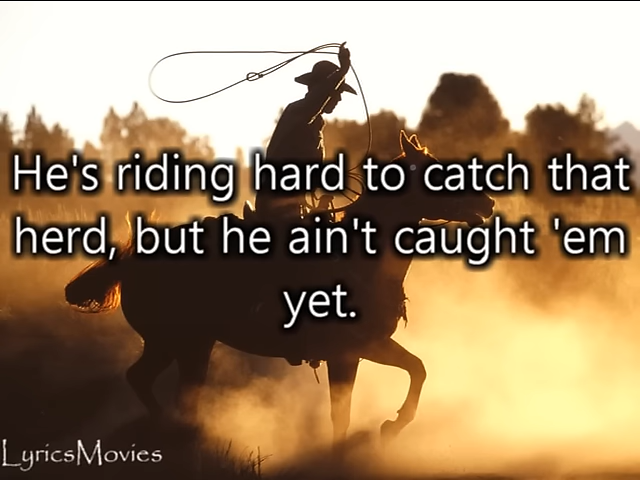 He's riding hard to catch that
herd, but he ain't caught 'em
yet.
LyricsMovies